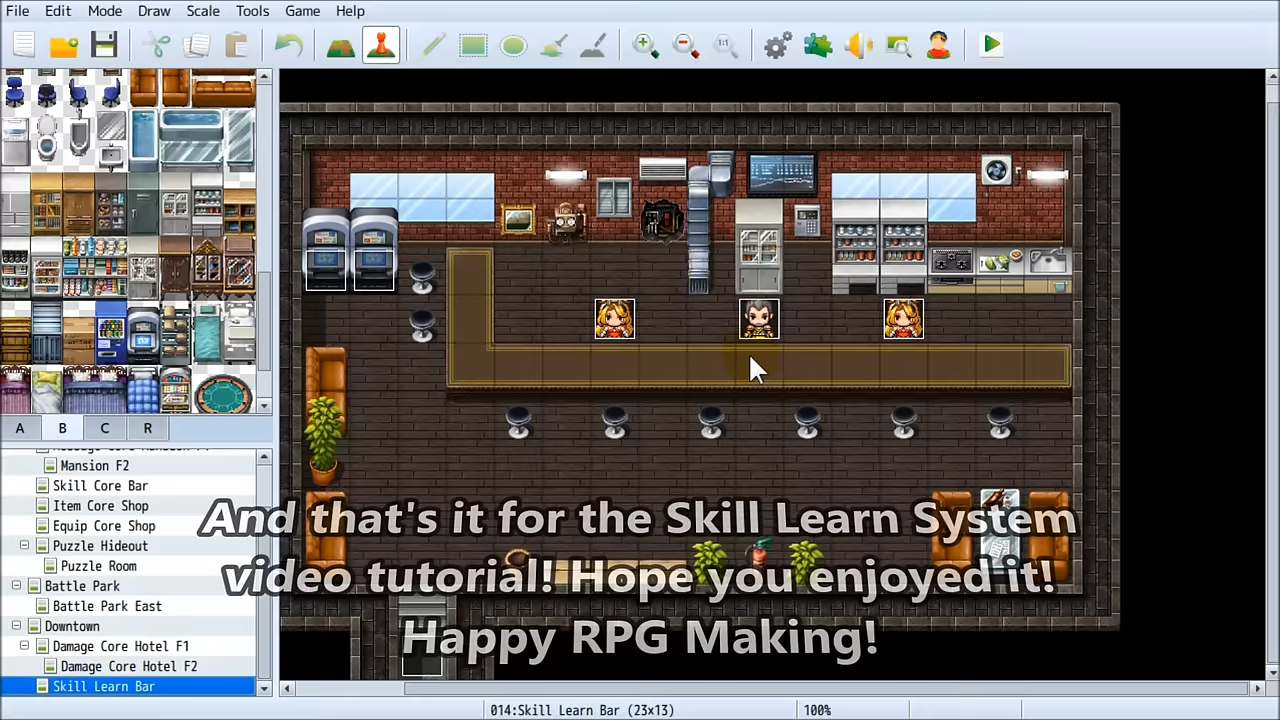 File Edit Mode Draw Scale Tools Game Help
1:1
A B C R
Mansion F2
Skill Core Bar
Item Core Shop
Equip Core Shop
Puzzle Hideout
Puzzle Room
Battle Park
Battle Park East
Downtown
Damage Core Hotel F1
Damage Core Hotel F2
Skill Learn Bar
And that's it for the Skill Learn System
video tutorial! Hope you enjoyed it!
Happy RPG Making!
014:Skill Learn Bar (23x13) 100%